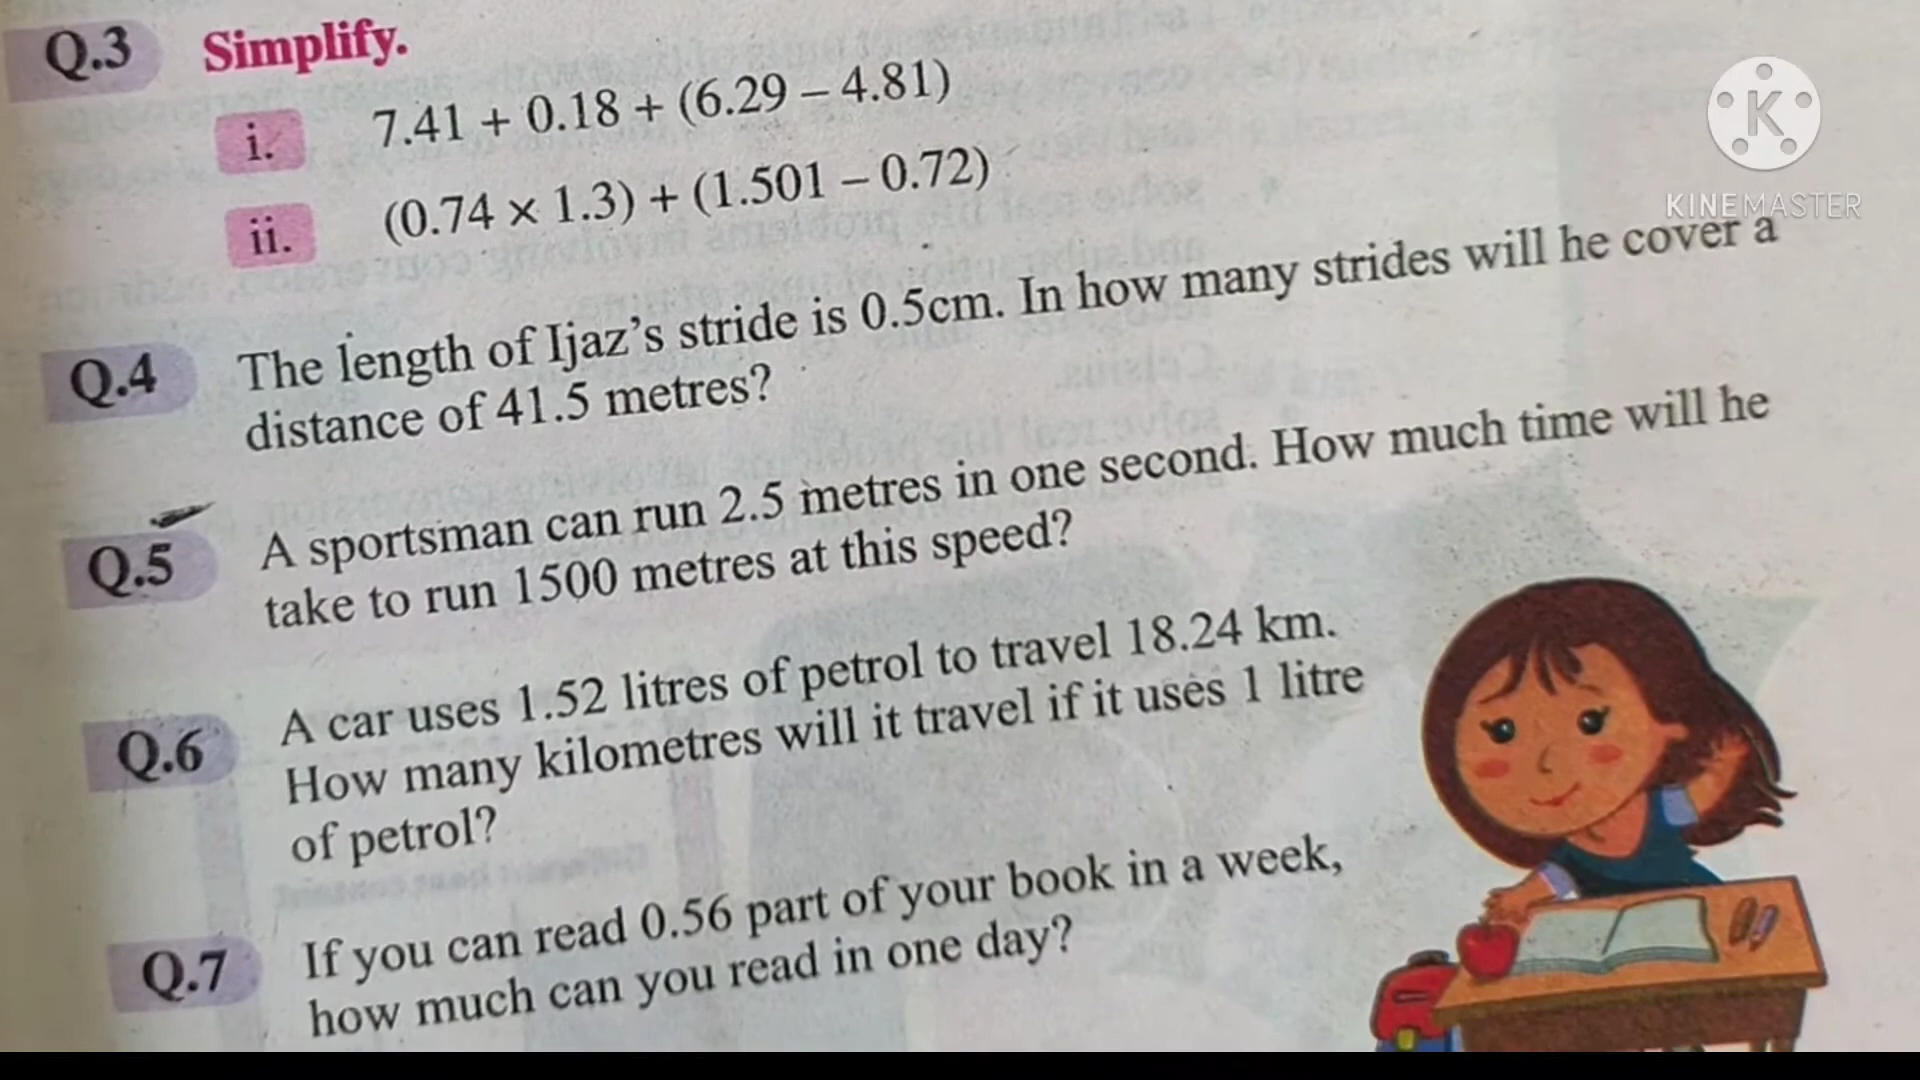 Q.3 Simplify.
i. 7.41 + 0.18 + (6.29 – 4.81)
ii. (0.74 × 1.3) + (1.501 – 0.72)
K
KINEMASTER
Q.4 The length of Ijaz's stride is 0.5cm. In how many strides will he cover a
distance of 41.5 metres?
Q.5 A sportsman can run 2.5 metres in one second. How much time will he
take to run 1500 metres at this speed?
Q.6 A car uses 1.52 litres of petrol to travel 18.24 km.
How many kilometres will it travel if it uses 1 litre
of petrol?
Q.7 If you can read 0.56 part of your book in a week,
how much can you read in one day?